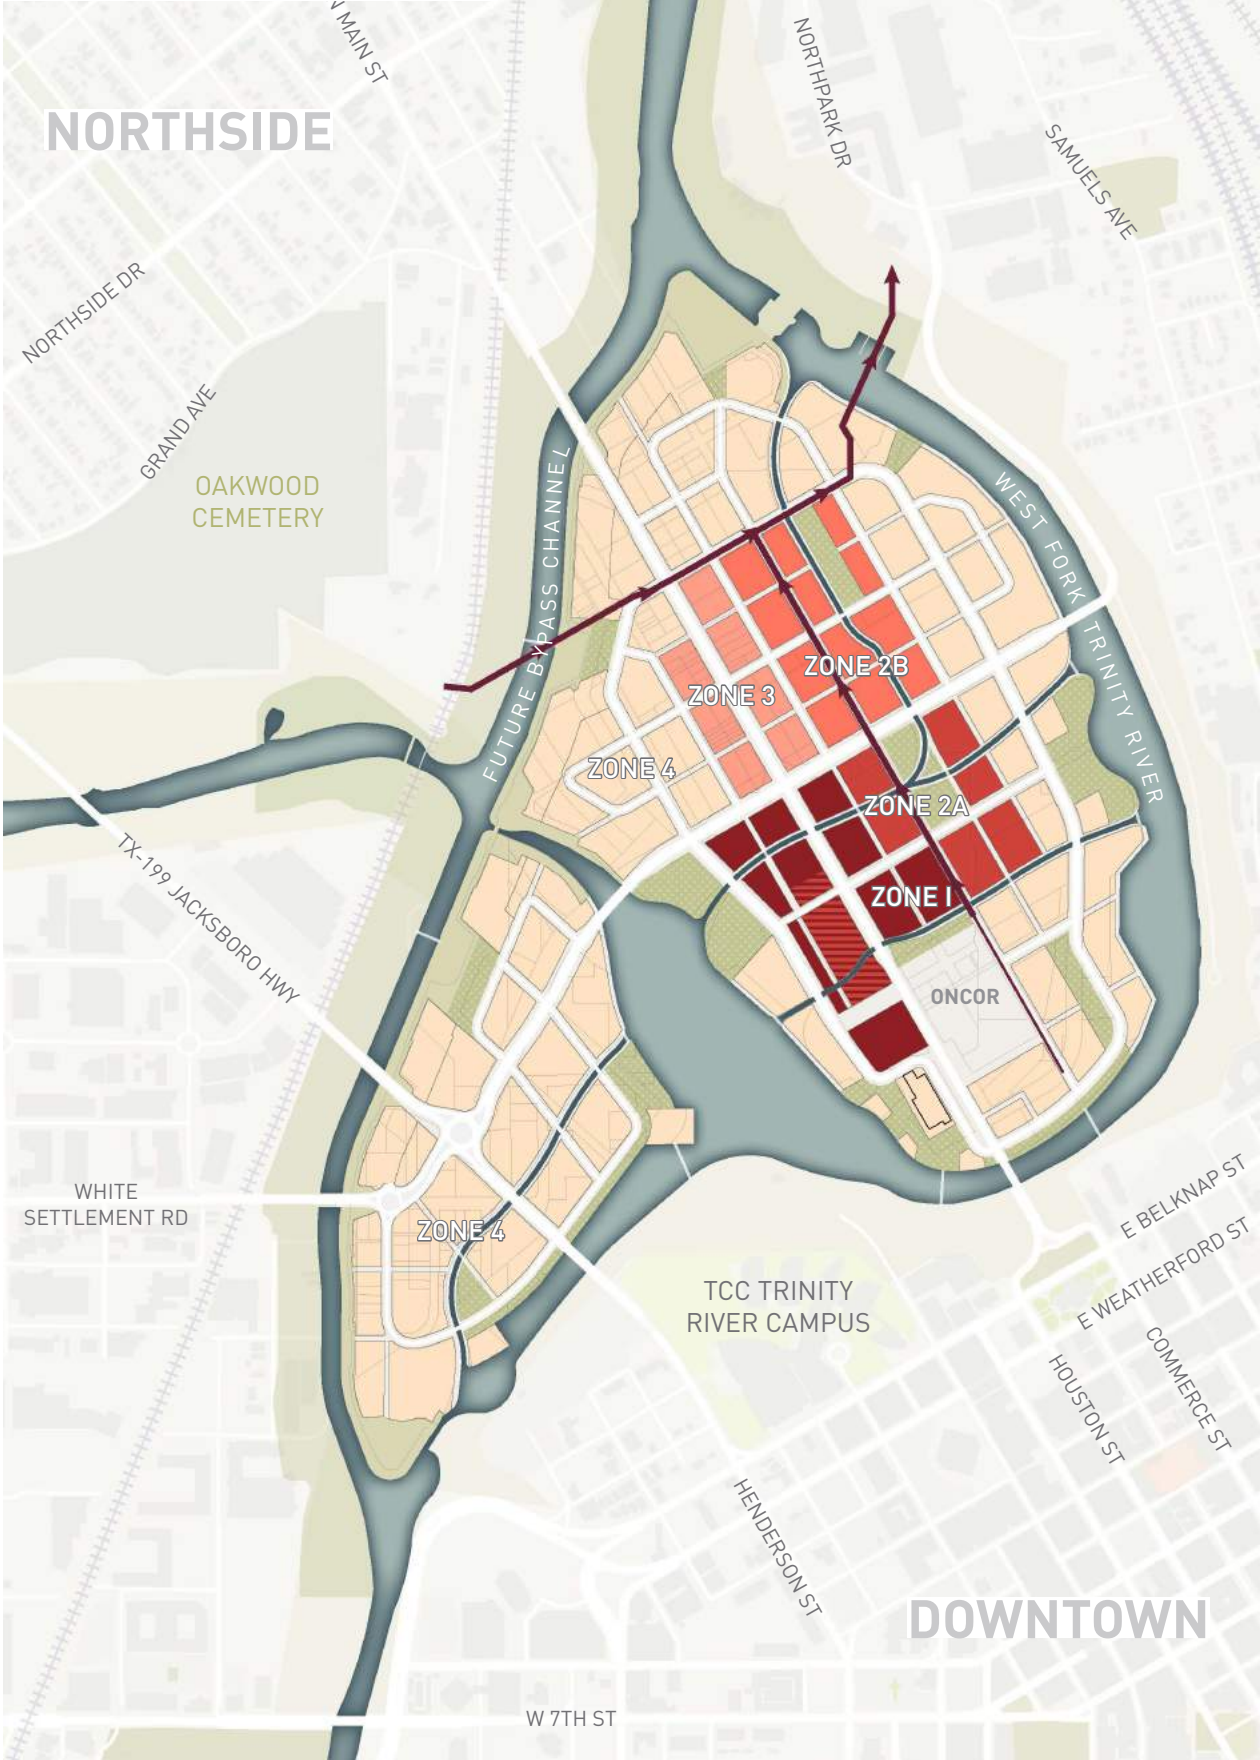 N MAIN ST
NORTHPARK DR
SAMUELS AVE
NORTHSIDE
NORTHSIDE DR
GRAND AVE
OAKWOOD
CEMETERY
FUTURE BYPASS CHANNEL
WEST FORK TRINITY RIVER
ZONE 2B
ZONE 3
ZONE 4
ZONE 2A
ZONE I
ONCOR
TX-199 JACKSBORO HWY
WHITE
SETTLEMENT RD
ZONE 4
TCC TRINITY
RIVER CAMPUS
E BELKNAP ST
E WEATHERFORD ST
COMMERCE ST
HOUSTON ST
HENDERSON ST
DOWNTOWN
W 7TH ST